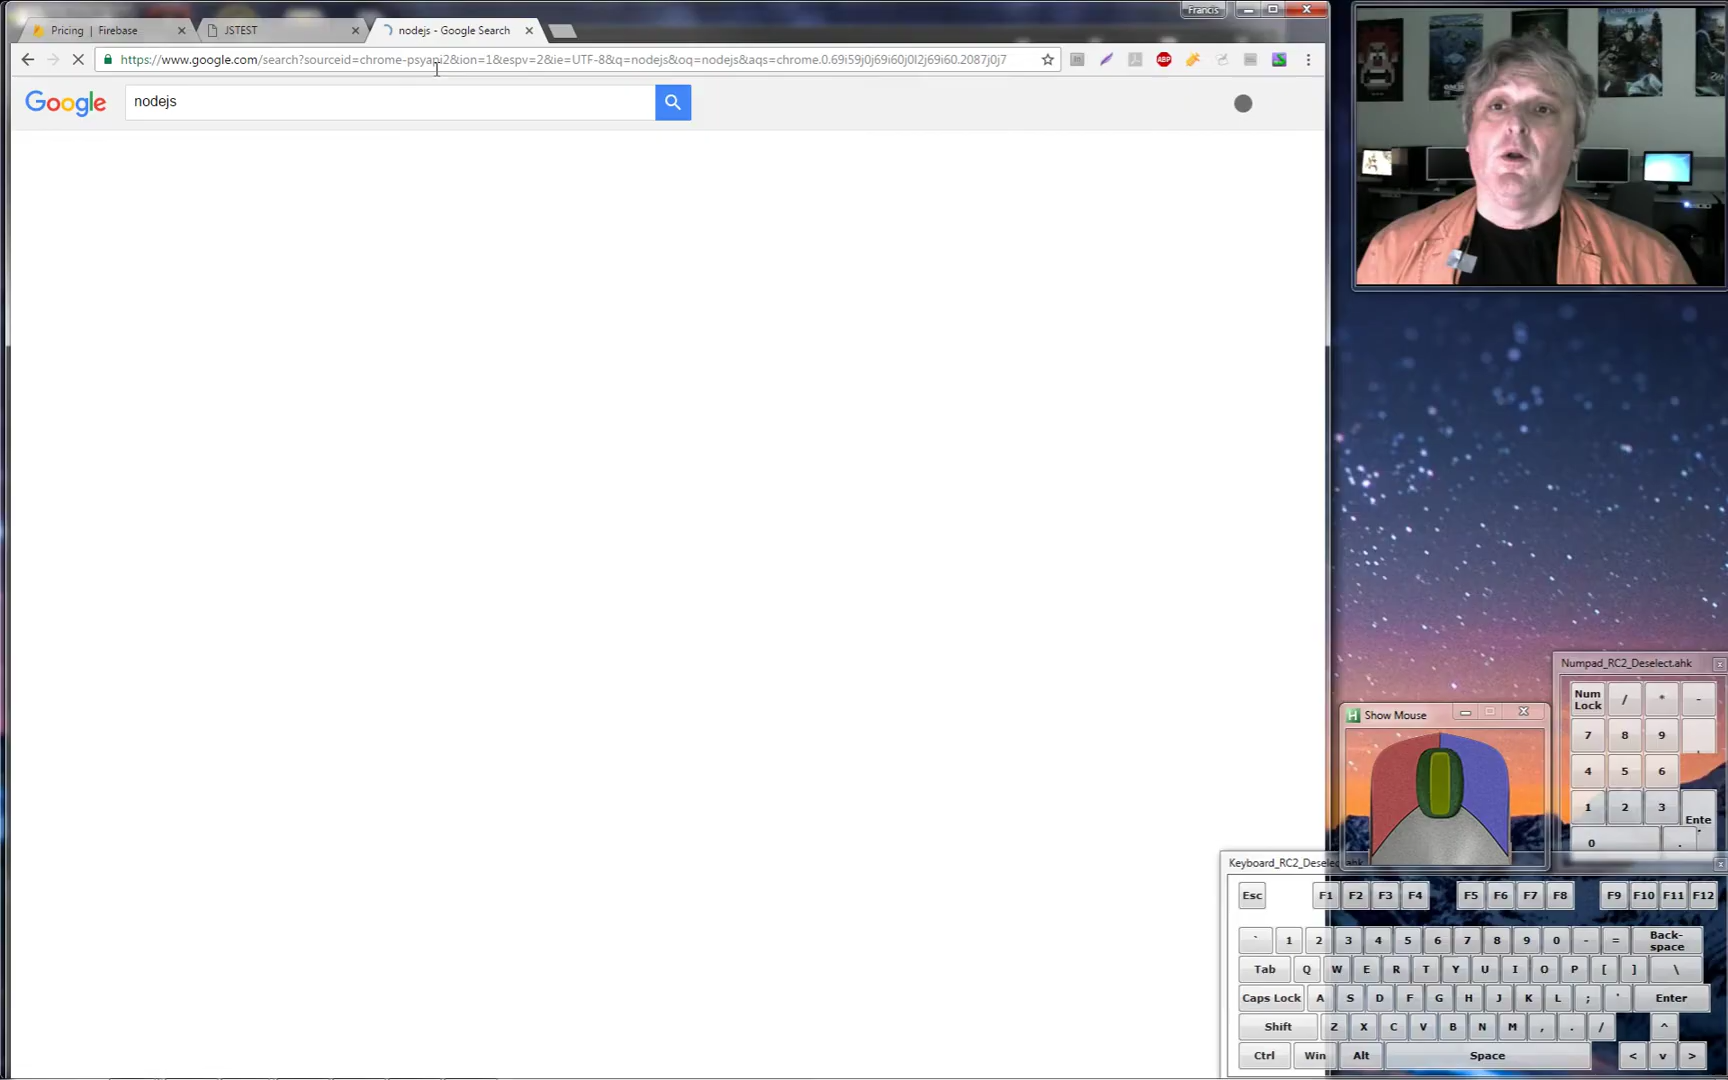 Francis
Pricing | Firebase
JSTEST
nodejs - Google Search
https://www.google.com/search?sourceid=chrome-psyapi2&ion=1&espv=2&ie=UTF-8&q=nodejs&oq=nodejs&aqs=chrome.0.69i59j0j69i60j0l2j69i60.2087j0j7
ABP
Google
nodejs
Numpad_RC2_Deselect.ahk
Num Lock / * -
7 8 9
4 5 6
1 2 3
Ente
0 .
H Show Mouse
Keyboard_RC2_Deselect.ahk
Esc F1 F2 F3 F4 F5 F6 F7 F8 F9 F10 F11 F12
` 1 2 3 4 5 6 7 8 9 0 - = Back-space
Tab Q W E R T Y U I O P [ ] \
Caps Lock A S D F G H J K L ; ' Enter
Shift Z X C V B N M , . / ^
Ctrl Win Alt Space < v >